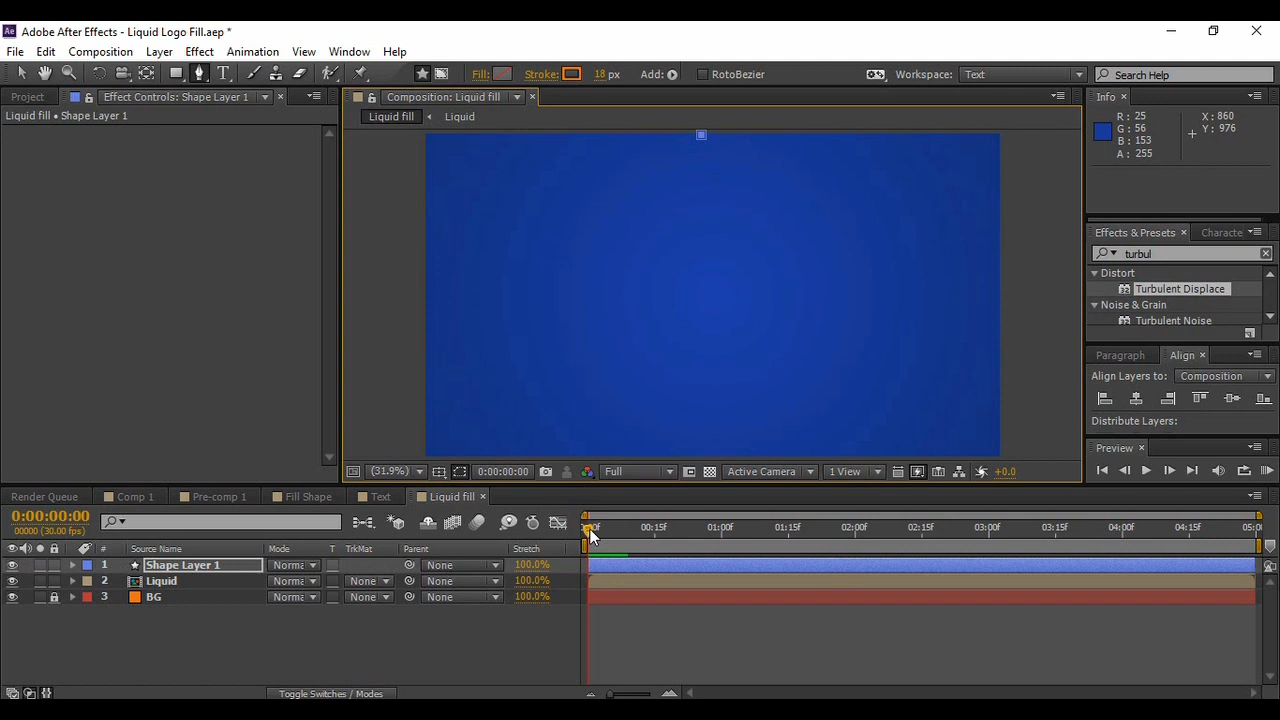 Adobe After Effects - Liquid Logo Fill.aep *
File Edit Composition Layer Effect Animation View Window Help
Fill: Stroke: 18 px Add: RotoBezier Workspace: Text Search Help
Project Effect Controls: Shape Layer 1
Liquid fill • Shape Layer 1
Composition: Liquid fill
Liquid fill Liquid
Info
R: 25 X: 860
G: 56 Y: 976
B: 153
A: 255
Effects & Presets Characte
turbul
Distort
Turbulent Displace
Noise & Grain
Turbulent Noise
Paragraph Align
Align Layers to: Composition
Distribute Layers:
Preview
(31.9%) 0:00:00:00 Full Active Camera 1 View +0.0
Render Queue Comp 1 Pre-comp 1 Fill Shape Text Liquid fill
0:00:00:00
00000 (30.00 fps)
00:15f 01:00f 01:15f 02:00f 02:15f 03:00f 03:15f 04:00f 04:15f 05:0
# Source Name Mode T TrkMat Parent Stretch
1 Shape Layer 1 Norma None 100.0%
2 Liquid Norma None None 100.0%
3 BG Norma None None 100.0%
Toggle Switches / Modes